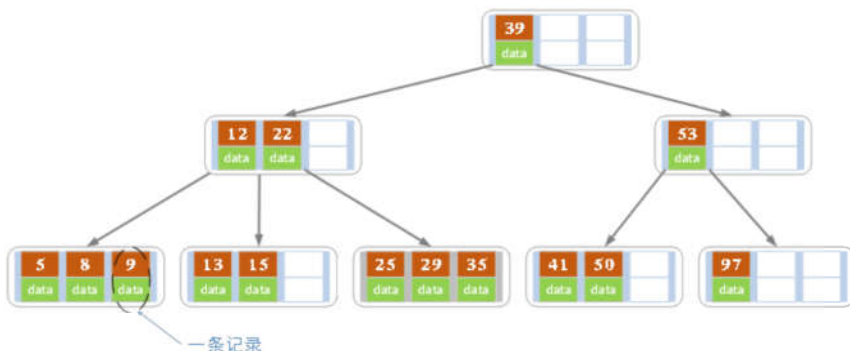 39
data
12 22
data data
53
data
5 8 9
data data data
13 15
data data
25 29 35
data data data
41 50
data data
97
data
一条记录